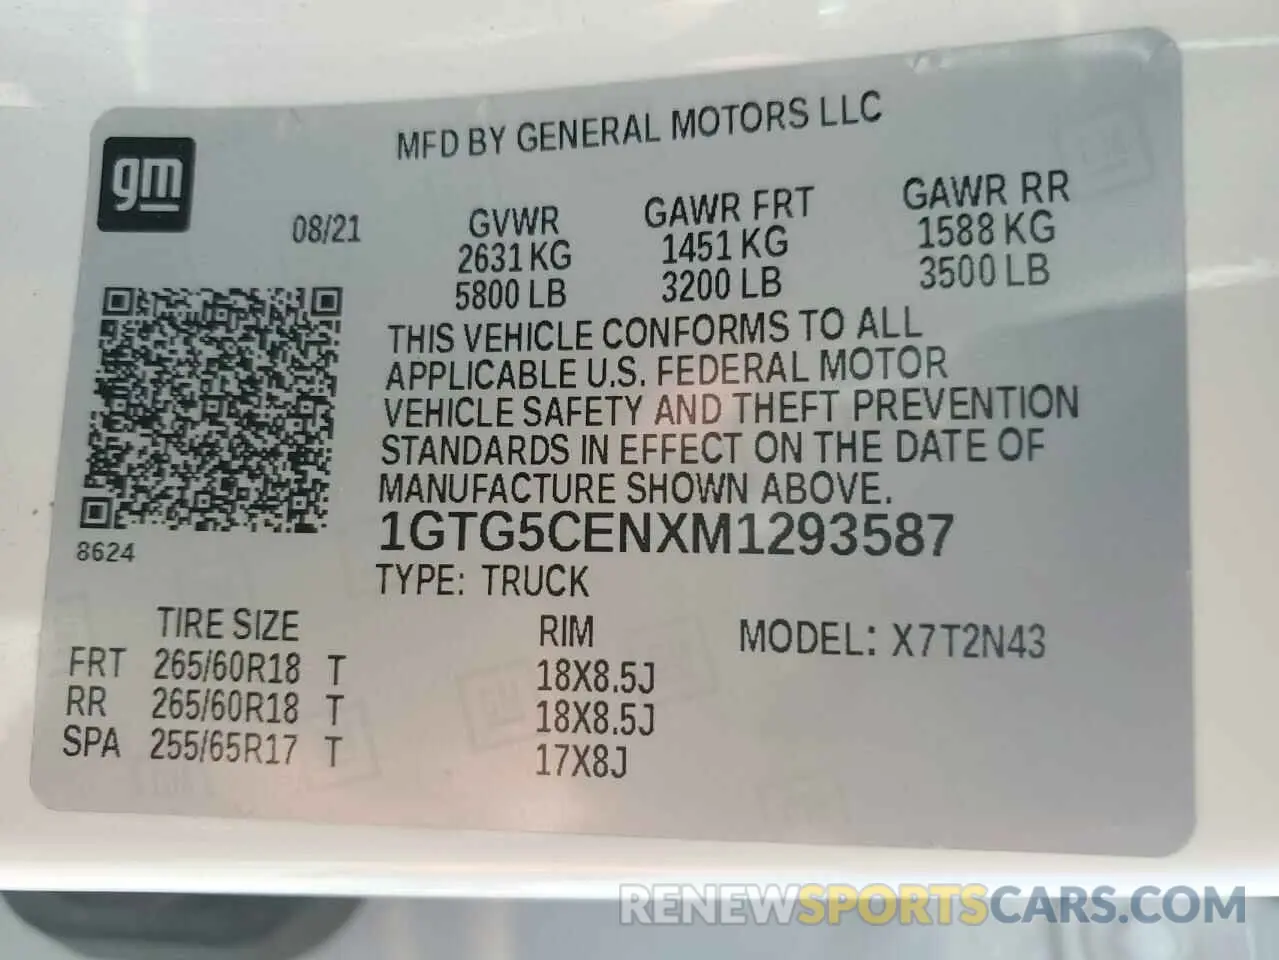 MFD BY GENERAL MOTORS LLC
gm
08/21
GVWR
2631 KG
5800 LB
GAWR FRT
1451 KG
3200 LB
GAWR RR
1588 KG
3500 LB
THIS VEHICLE CONFORMS TO ALL
APPLICABLE U.S. FEDERAL MOTOR
VEHICLE SAFETY AND THEFT PREVENTION
STANDARDS IN EFFECT ON THE DATE OF
MANUFACTURE SHOWN ABOVE.
1GTG5CENXM1293587
8624
TYPE: TRUCK
TIRE SIZE RIM MODEL: X7T2N43
FRT 265/60R18 T 18X8.5J
RR 265/60R18 T 18X8.5J
SPA 255/65R17 T 17X8J
RENEWSPORTSCARS.COM